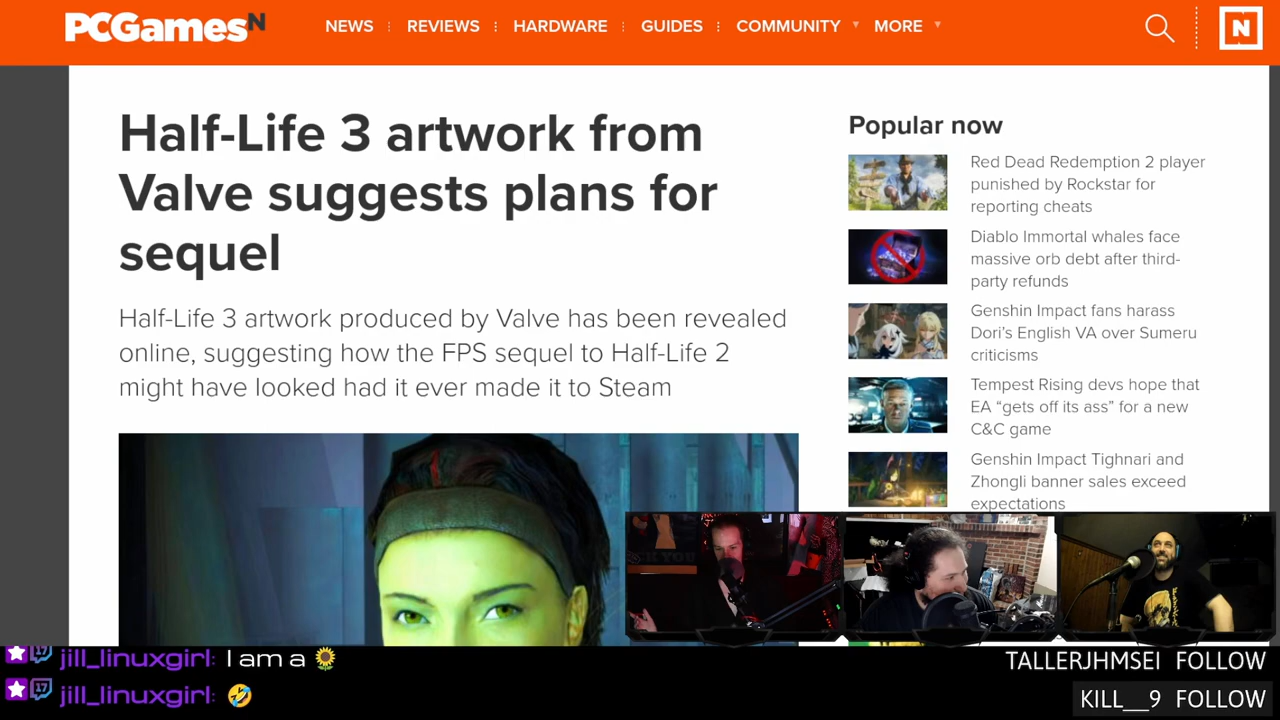 PCGamesN
NEWS
REVIEWS
HARDWARE
GUIDES
COMMUNITY
MORE
N
Half-Life 3 artwork from
Valve suggests plans for
sequel
Half-Life 3 artwork produced by Valve has been revealed
online, suggesting how the FPS sequel to Half-Life 2
might have looked had it ever made it to Steam
Popular now
Red Dead Redemption 2 player
punished by Rockstar for
reporting cheats
Diablo Immortal whales face
massive orb debt after third-
party refunds
Genshin Impact fans harass
Dori's English VA over Sumeru
criticisms
Tempest Rising devs hope that
EA “gets off its ass” for a new
C&C game
Genshin Impact Tighnari and
Zhongli banner sales exceed
expectations
17 jill_linuxgirl: I am a 🌻
17 jill_linuxgirl: 🤣
TALLERJHMSEI FOLLOW
KILL__9 FOLLOW